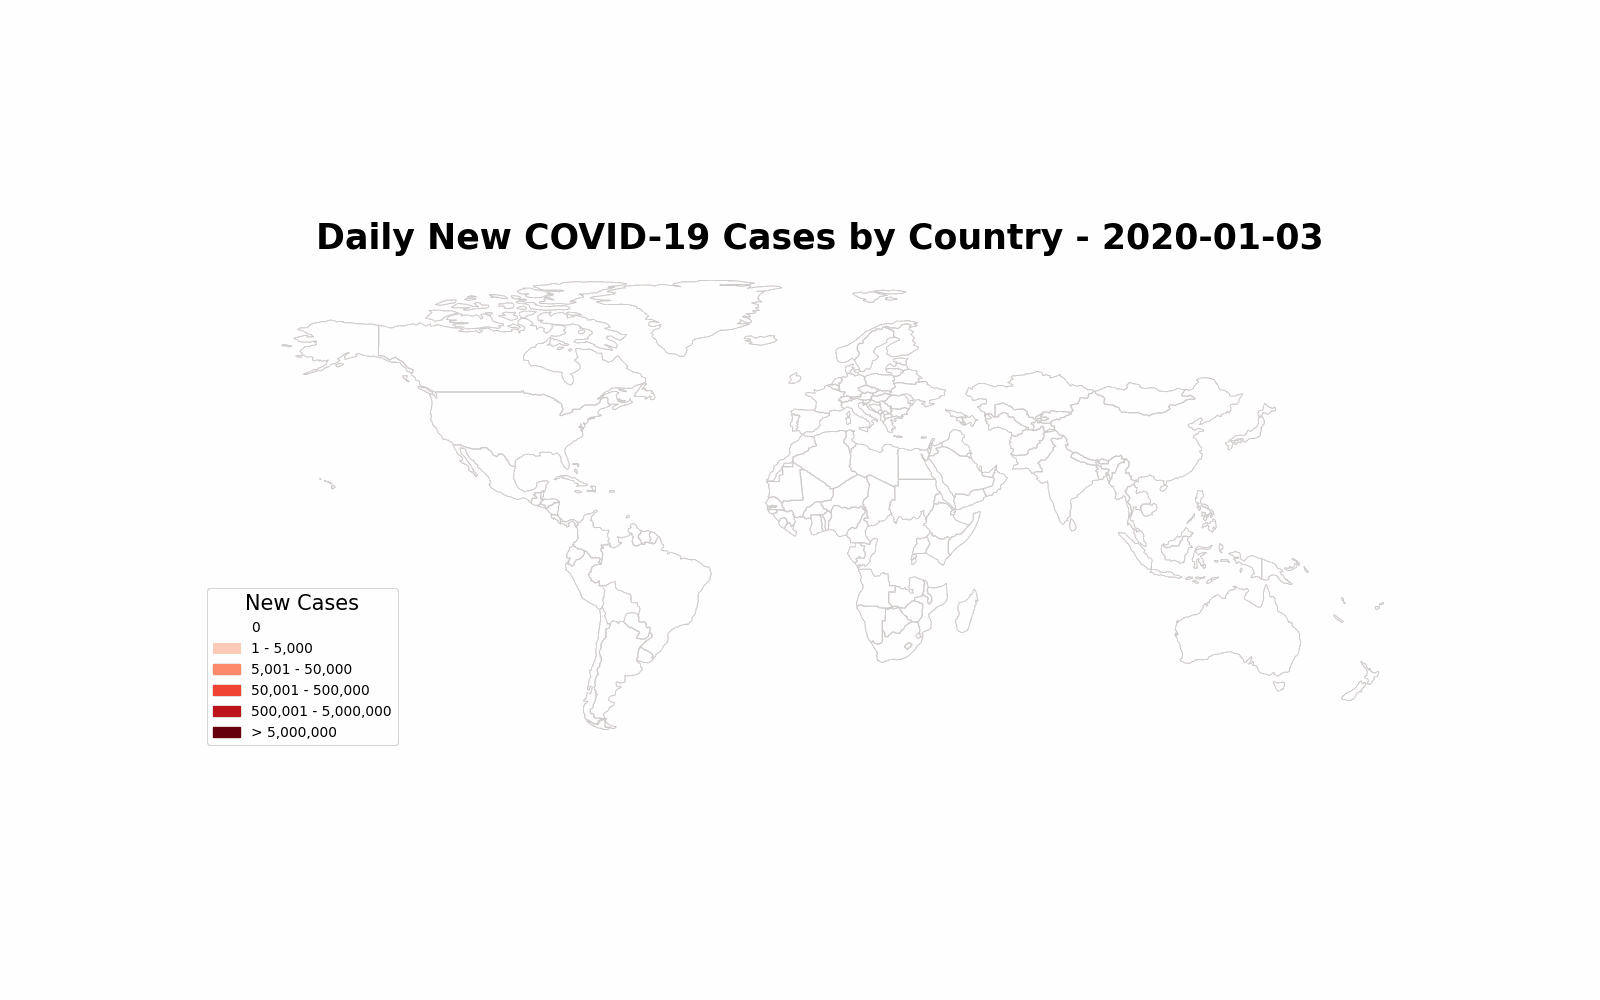 Daily New COVID-19 Cases by Country - 2020-01-03
New Cases
0
1 - 5,000
5,001 - 50,000
50,001 - 500,000
500,001 - 5,000,000
> 5,000,000